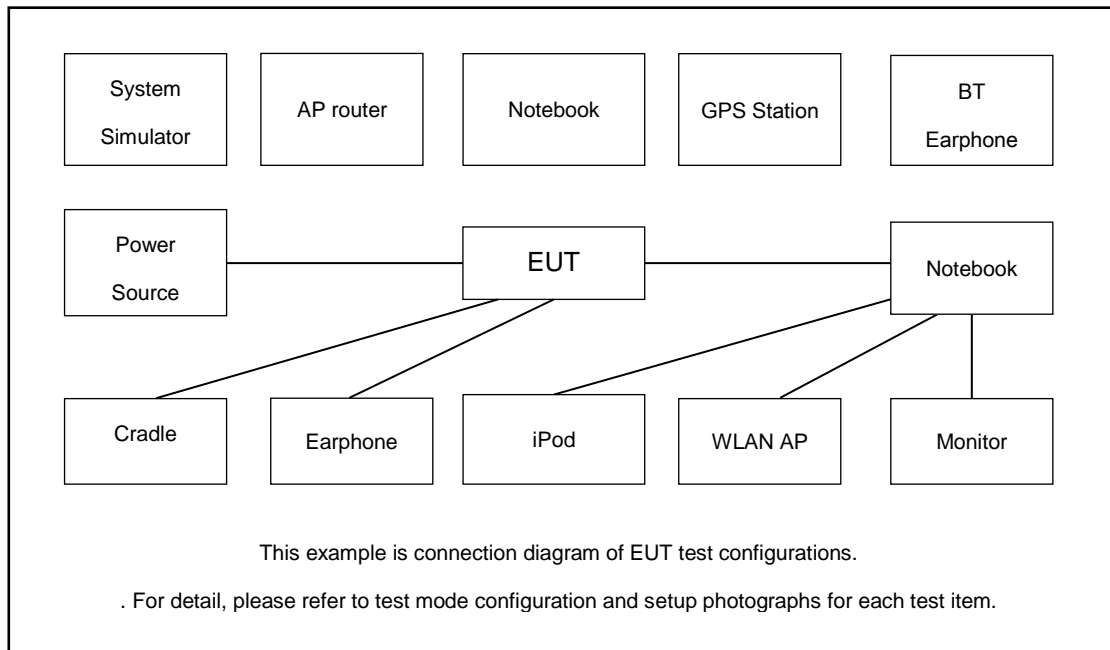 System
Simulator
AP router
Notebook
GPS Station
BT
Earphone
Power
Source
EUT
Notebook
Cradle
Earphone
iPod
WLAN AP
Monitor
This example is connection diagram of EUT test configurations.
. For detail, please refer to test mode configuration and setup photographs for each test item.